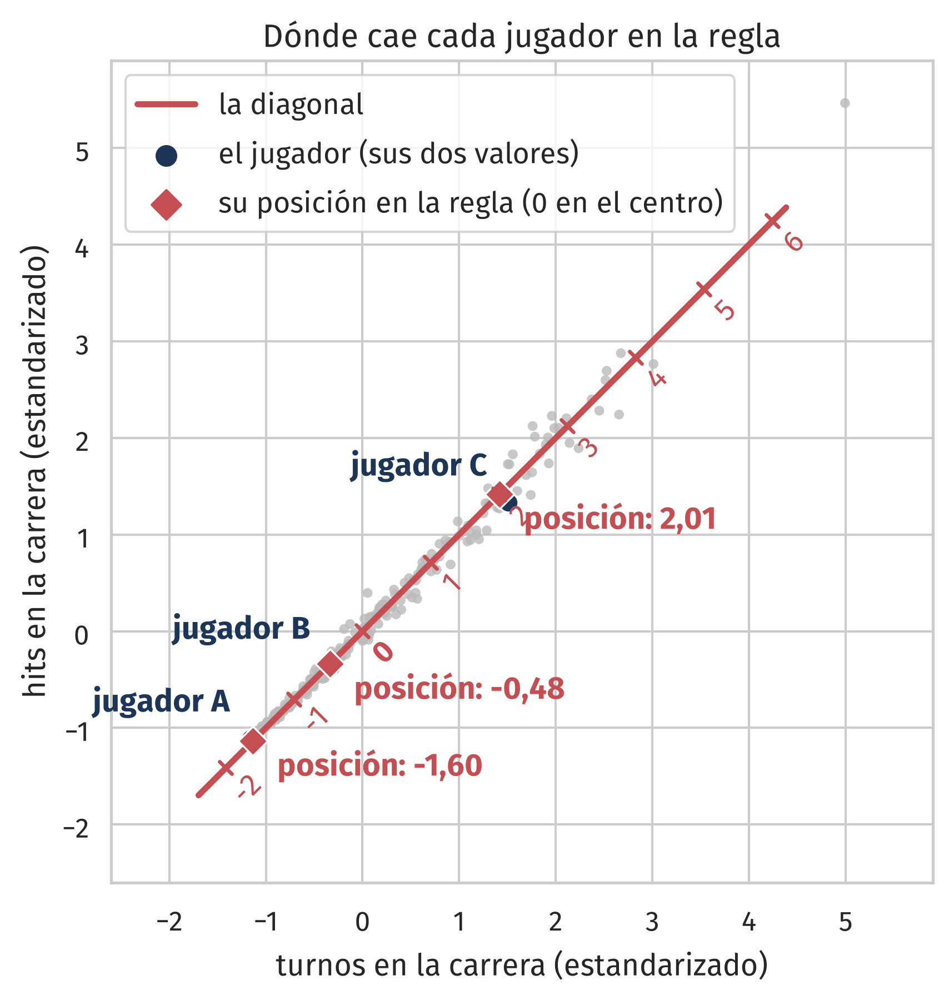 Dónde cae cada jugador en la regla
la diagonal
el jugador (sus dos valores)
su posición en la regla (0 en el centro)
hits en la carrera (estandarizado)
5
4
3
2
1
0
−1
−2
6
5
4
3
2
1
0
-1
-2
jugador C
posición: 2,01
jugador B
posición: -0,48
jugador A
posición: -1,60
−2
−1
0
1
2
3
4
5
turnos en la carrera (estandarizado)